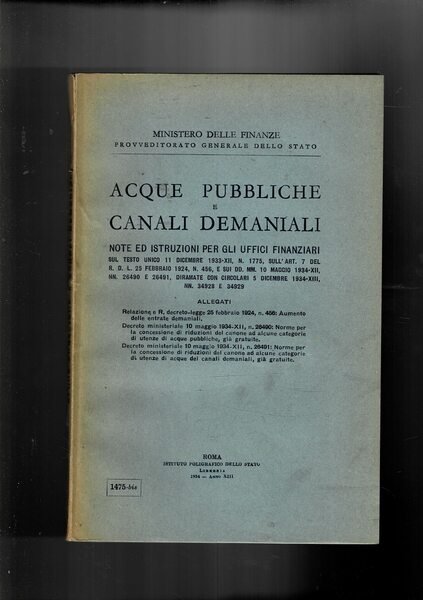 MINISTERO DELLE FINANZE
PROVVEDITORATO GENERALE DELLO STATO
ACQUE PUBBLICHE
E
CANALI DEMANIALI
NOTE ED ISTRUZIONI PER GLI UFFICI FINANZIARI
SUL TESTO UNICO 11 DICEMBRE 1933-XII, N. 1775, SULL'ART. 7 DEL
R. D. L. 25 FEBBRAIO 1924, N. 456, E SUI DD. MM. 10 MAGGIO 1934-XII,
NN. 26490 E 26491, DIRAMATE CON CIRCOLARI 5 DICEMBRE 1934-XIII,
NN. 34928 E 34929
ALLEGATI
Relazione e R. decreto-legge 25 febbraio 1924, n. 456: Aumento
delle entrate demaniali.
Decreto ministeriale 10 maggio 1934-XII, n. 26490: Norme per
la concessione di riduzioni del canone ad alcune categorie
di utenze di acque pubbliche, già gratuite.
Decreto ministeriale 10 maggio 1934-XII, n. 26491: Norme per
la concessione di riduzioni del canone ad alcune categorie
di utenze di acque dei canali demaniali, già gratuite.
ROMA
ISTITUTO POLIGRAFICO DELLO STATO
LIBRERIA
1934 — ANNO XIII
1475-bis